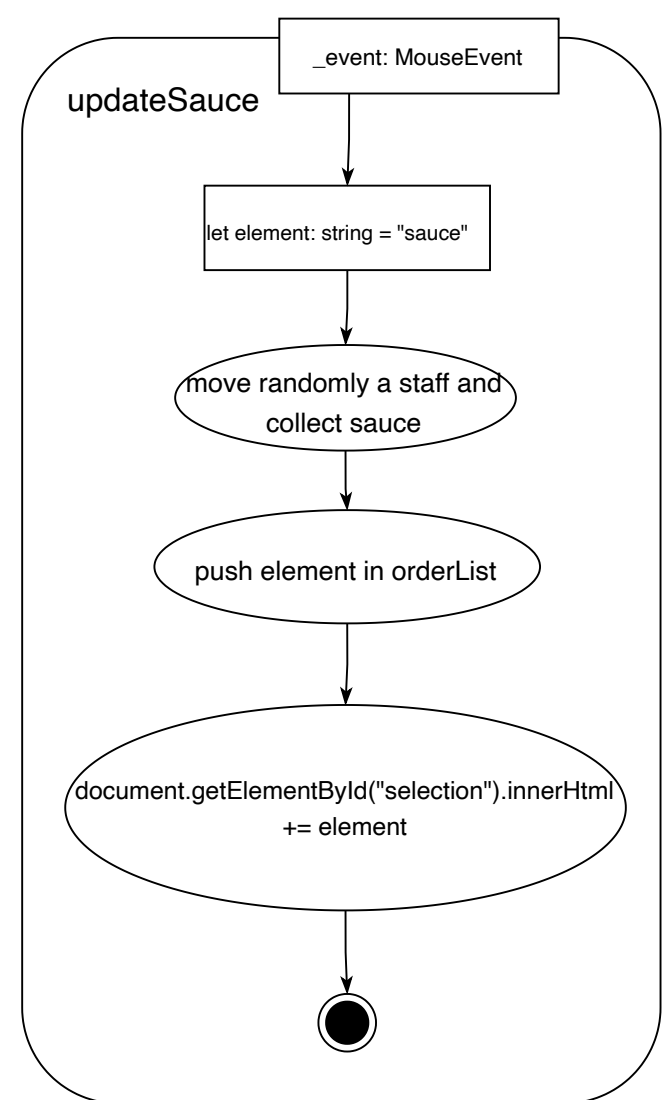 _event: MouseEvent
updateSauce
let element: string = "sauce"
move randomly a staff and
collect sauce
push element in orderList
document.getElementById("selection").innerHtml
+= element